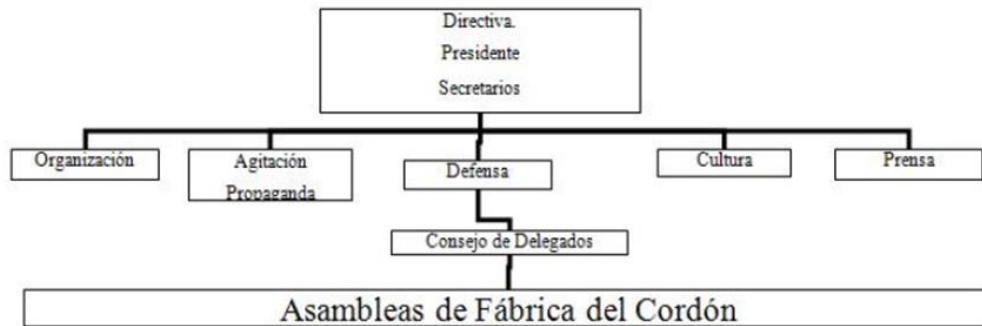 Directiva.
Presidente
Secretarios
Organización
Agitación
Propaganda
Defensa
Cultura
Prensa
Consejo de Delegados
Asambleas de Fábrica del Cordón